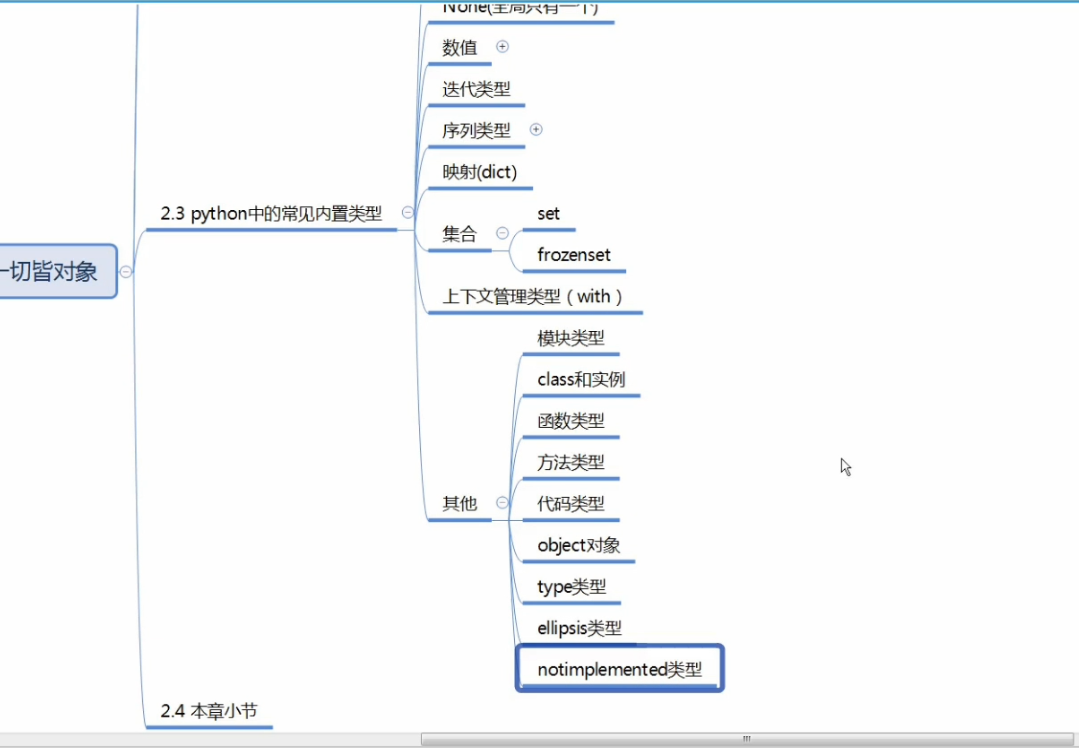 None(全局只有一个)
数值
迭代类型
序列类型
映射(dict)
2.3 python中的常见内置类型
集合
set
frozenset
一切皆对象
上下文管理类型（with）
模块类型
class和实例
函数类型
方法类型
其他
代码类型
object对象
type类型
ellipsis类型
notimplemented类型
2.4 本章小节